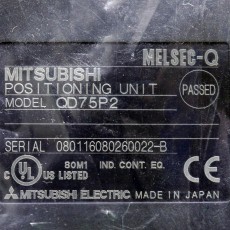 MELSEC-Q
MITSUBISHI
POSITIONING UNIT
PASSED
MODEL QD75P2
SERIAL 080116080260022-B
C UL US LISTED 80M1 IND. CONT. EQ. CE
MITSUBISHI ELECTRIC MADE IN JAPAN